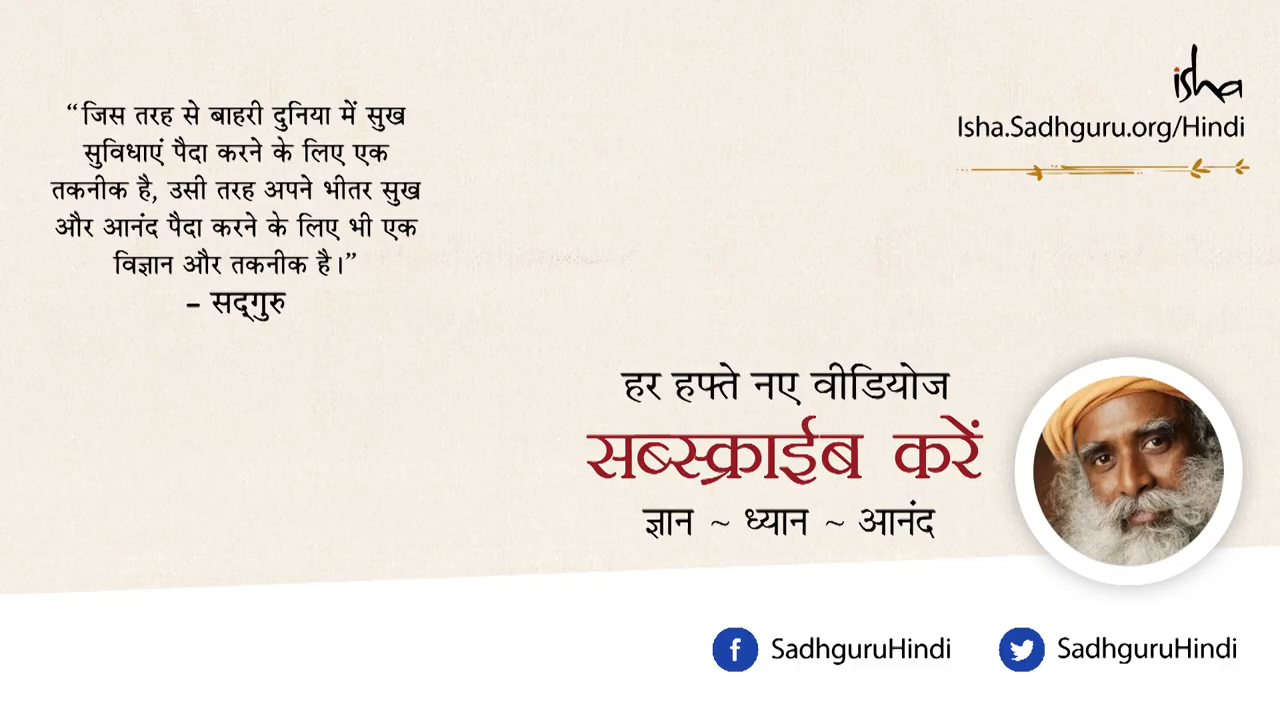 “जिस तरह से बाहरी दुनिया में सुख
सुविधाएं पैदा करने के लिए एक
तकनीक है, उसी तरह अपने भीतर सुख
और आनंद पैदा करने के लिए भी एक
विज्ञान और तकनीक है।”
– सद्‌गुरु
isha
Isha.Sadhguru.org/Hindi
हर हफ्ते नए वीडियोज
सब्स्क्राईब करें
ज्ञान ~ ध्यान ~ आनंद
SadhguruHindi
SadhguruHindi